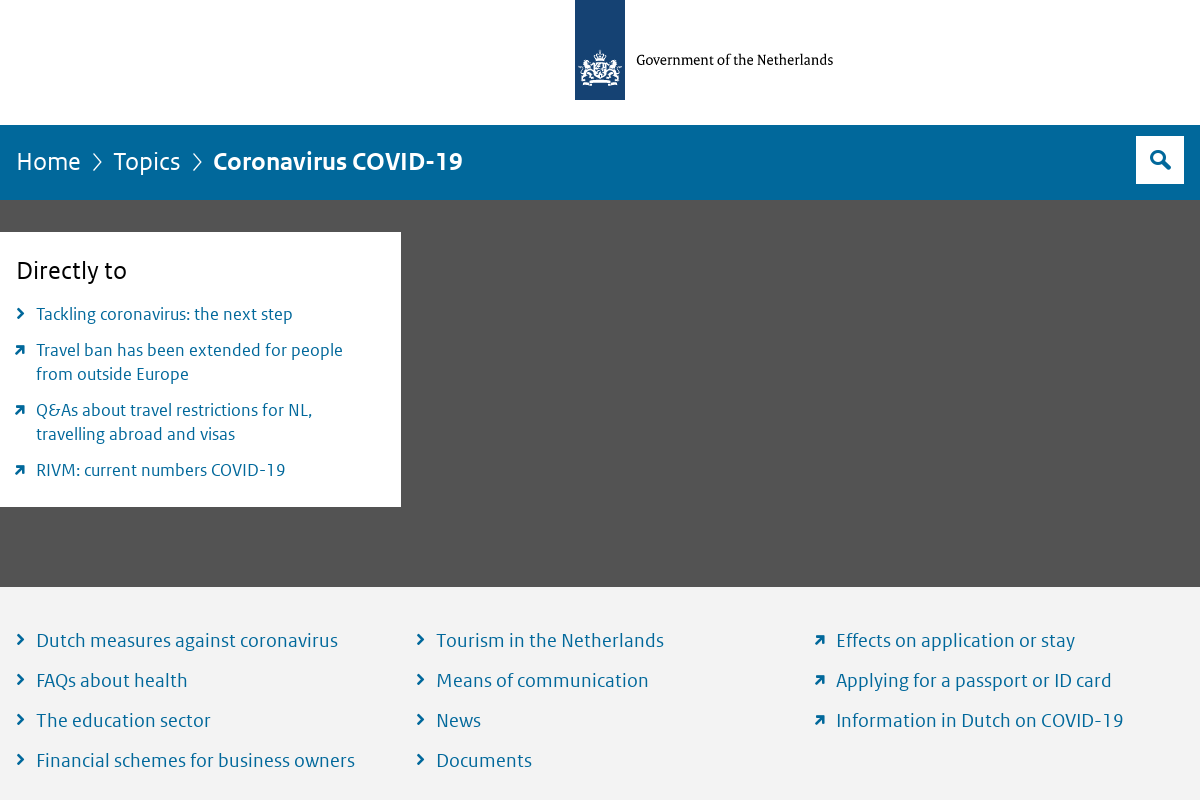 Government of the Netherlands
Home > Topics > Coronavirus COVID-19
Directly to
Tackling coronavirus: the next step
Travel ban has been extended for people
from outside Europe
Q&As about travel restrictions for NL,
travelling abroad and visas
RIVM: current numbers COVID-19
Dutch measures against coronavirus
FAQs about health
The education sector
Financial schemes for business owners
Tourism in the Netherlands
Means of communication
News
Documents
Effects on application or stay
Applying for a passport or ID card
Information in Dutch on COVID-19